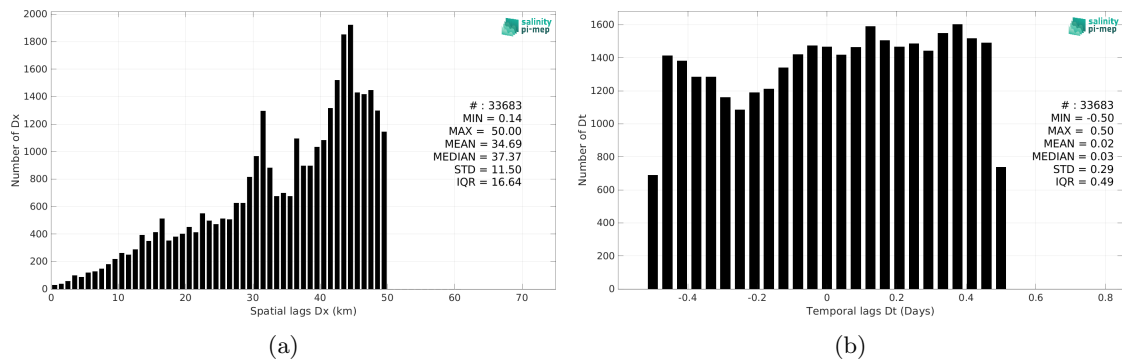 2000
1800
1600
1400
1200
1000
800
600
400
200
0
Number of Dx
salinity
pi-mep
# : 33683
MIN = 0.14
MAX = 50.00
MEAN = 34.69
MEDIAN = 37.37
STD = 11.50
IQR = 16.64
0 10 20 30 40 50 60 70
Spatial lags Dx (km)
(a)
1600
1400
1200
1000
800
600
400
200
0
Number of Dt
salinity
pi-mep
# : 33683
MIN = -0.50
MAX = 0.50
MEAN = 0.02
MEDIAN = 0.03
STD = 0.29
IQR = 0.49
-0.4 -0.2 0 0.2 0.4 0.6 0.8
Temporal lags Dt (Days)
(b)